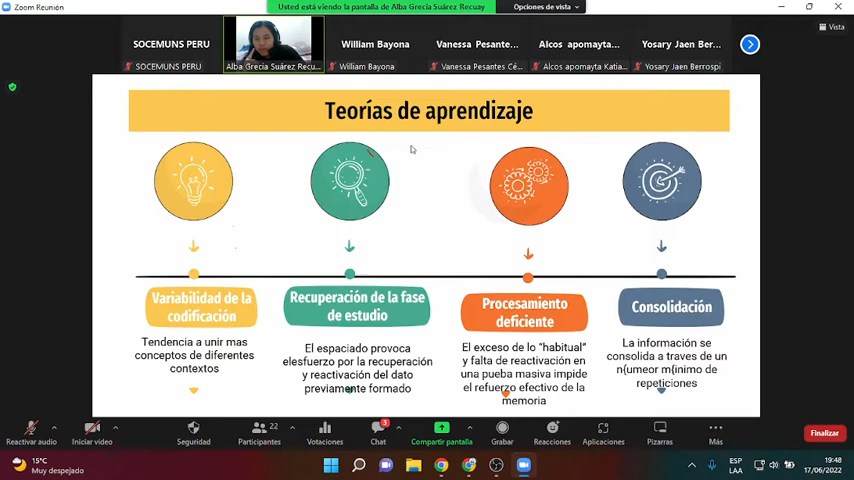 Zoom Reunión
Usted está viendo la pantalla de Alba Grecia Suárez Recuay
Opciones de vista
Vista
SOCEMUNS PERU
William Bayona
Vanessa Pesante...
Alcos apomayta...
Yosary Jaen Ber...
SOCEMUNS PERU
Alba Grecia Suárez Recu...
William Bayona
Vanessa Pesantes Cé...
Alcos apomayta Katia...
Yosary Jaen Berrospi
Teorías de aprendizaje
Variabilidad de la
codificación
Tendencia a unir mas
conceptos de diferentes
contextos
Recuperación de la fase
de estudio
El espaciado provoca
elesfuerzo por la recuperación
y reactivación del dato
previamente formado
Procesamiento
deficiente
El exceso de lo “habitual”
y falta de reactivación en
una pueba masiva impide
el refuerzo efectivo de la
memoria
Consolidación
La información se
consolida a traves de un
n{umeor m{inimo de
repeticiones
Reactivar audio
Iniciar video
Seguridad
22
Participantes
Votaciones
3
Chat
Compartir pantalla
Grabar
Reacciones
Aplicaciones
Pizarras
Más
Finalizar
15°C
Muy despejado
ESP
LAA
19:48
17/06/2022